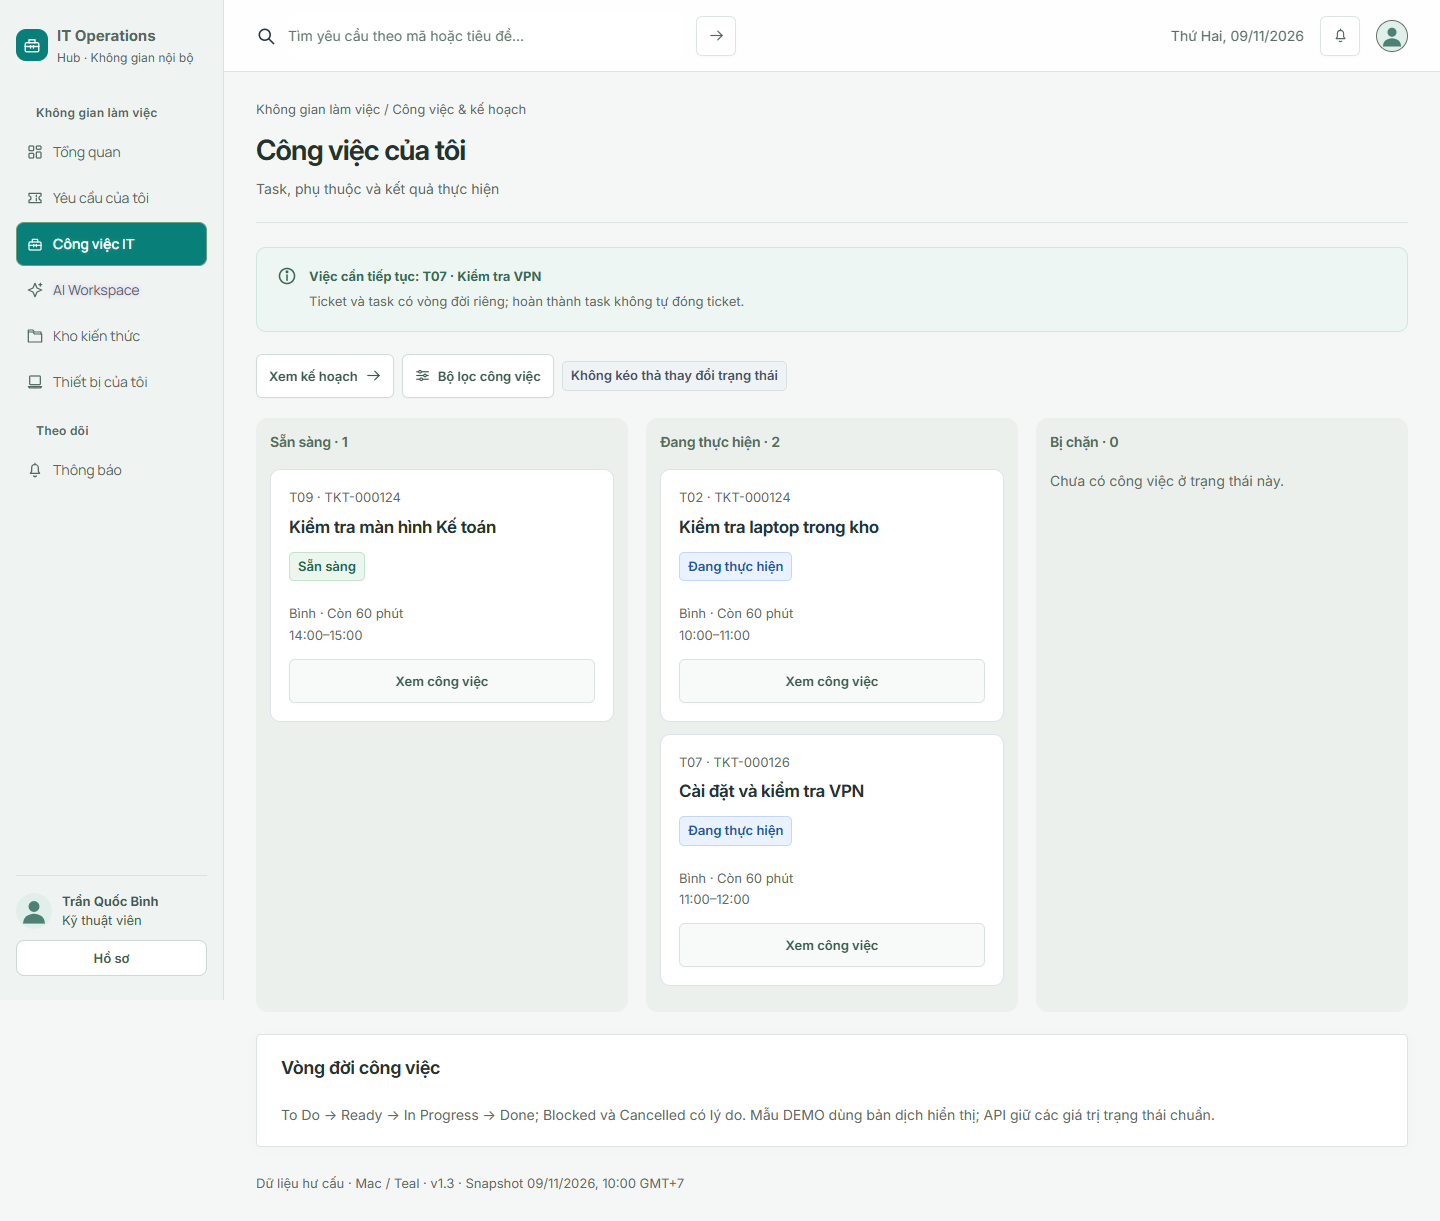 IT Operations
Hub · Không gian nội bộ
Không gian làm việc
Tổng quan
Yêu cầu của tôi
Công việc IT
AI Workspace
Kho kiến thức
Thiết bị của tôi
Theo dõi
Thông báo
Trần Quốc Bình
Kỹ thuật viên
Hồ sơ
Tìm yêu cầu theo mã hoặc tiêu đề...
Thứ Hai, 09/11/2026
Không gian làm việc / Công việc & kế hoạch
Công việc của tôi
Task, phụ thuộc và kết quả thực hiện
Việc cần tiếp tục: T07 · Kiểm tra VPN
Ticket và task có vòng đời riêng; hoàn thành task không tự đóng ticket.
Xem kế hoạch →
Bộ lọc công việc
Không kéo thả thay đổi trạng thái
Sẵn sàng · 1
T09 · TKT-000124
Kiểm tra màn hình Kế toán
Sẵn sàng
Bình · Còn 60 phút
14:00–15:00
Xem công việc
Đang thực hiện · 2
T02 · TKT-000124
Kiểm tra laptop trong kho
Đang thực hiện
Bình · Còn 60 phút
10:00–11:00
Xem công việc
T07 · TKT-000126
Cài đặt và kiểm tra VPN
Đang thực hiện
Bình · Còn 60 phút
11:00–12:00
Xem công việc
Bị chặn · 0
Chưa có công việc ở trạng thái này.
Vòng đời công việc
To Do → Ready → In Progress → Done; Blocked và Cancelled có lý do. Mẫu DEMO dùng bản dịch hiển thị; API giữ các giá trị trạng thái chuẩn.
Dữ liệu hư cấu · Mac / Teal · v1.3 · Snapshot 09/11/2026, 10:00 GMT+7